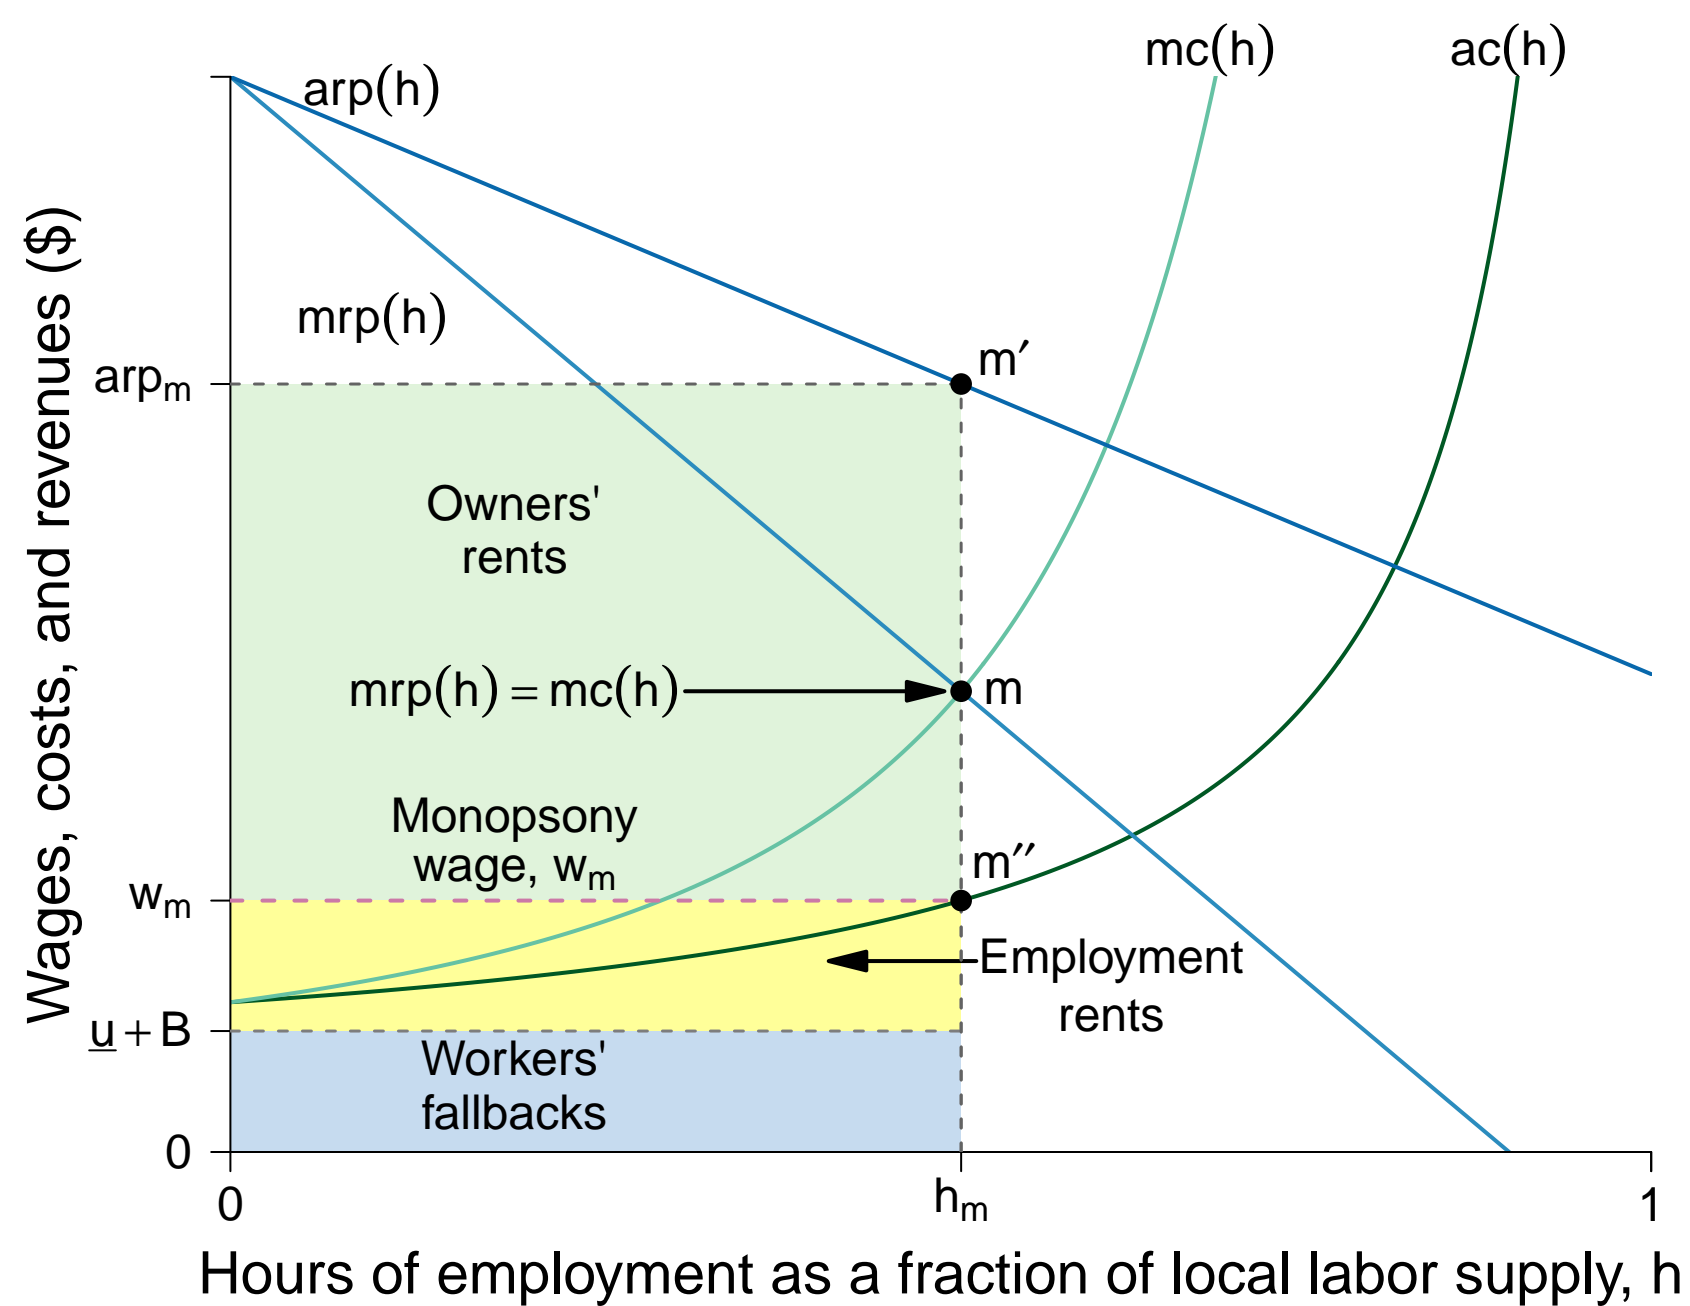 mc(h)
ac(h)
arp(h)
mrp(h)
m′
arpₘ
Owners'
rents
mrp(h) = mc(h)
m
Monopsony
wage, wₘ
m′′
wₘ
Employment
rents
u + B
Workers'
fallbacks
0
0
hₘ
1
Hours of employment as a fraction of local labor supply, h
Wages, costs, and revenues ($)